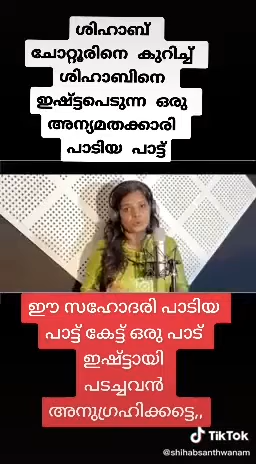 ശിഹാബ്
ചോറ്റൂരിനെ കുറിച്ച്
ശിഹാബിനെ
ഇഷ്ട്ടപെടുന്ന ഒരു
അന്യമതക്കാരി
പാടിയ പാട്ട്
ഈ സഹോദരി പാടിയ
പാട്ട് കേട്ട് ഒരു പാട്
ഇഷ്ട്ടായി
പടച്ചവൻ
അനുഗ്രഹിക്കട്ടെ,,
TikTok
@shihabsanthwanam